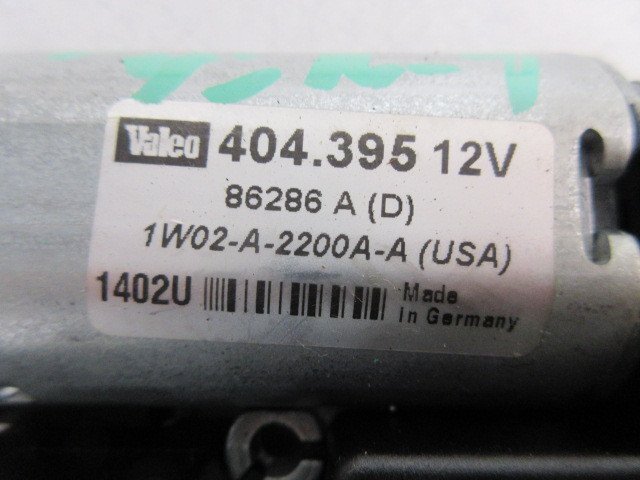 Valeo 404.395 12V
86286 A (D)
1W02-A-2200A-A (USA)
1402U Made
in Germany